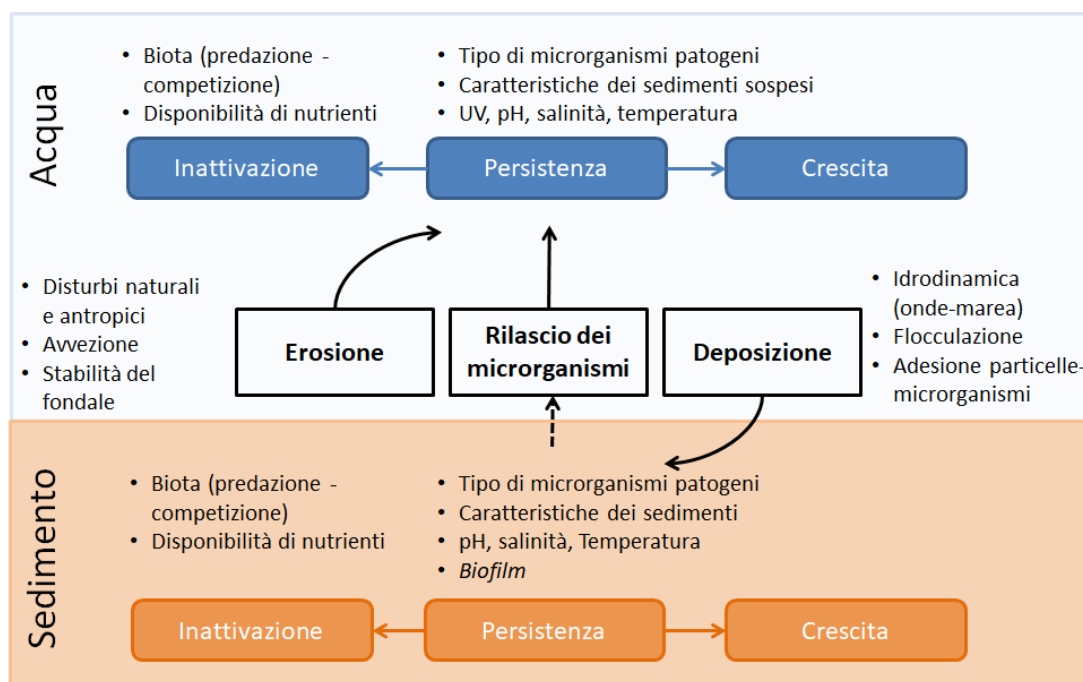 Acqua
• Biota (predazione -
competizione)
• Disponibilità di nutrienti
• Tipo di microrganismi patogeni
• Caratteristiche dei sedimenti sospesi
• UV, pH, salinità, temperatura
Inattivazione
Persistenza
Crescita
• Disturbi naturali
e antropici
• Avvezione
• Stabilità del
fondale
Erosione
Rilascio dei
microrganismi
Deposizione
• Idrodinamica
(onde-marea)
• Flocculazione
• Adesione particelle-
microrganismi
Sedimento
• Biota (predazione -
competizione)
• Disponibilità di nutrienti
• Tipo di microrganismi patogeni
• Caratteristiche dei sedimenti
• pH, salinità, Temperatura
• Biofilm
Inattivazione
Persistenza
Crescita